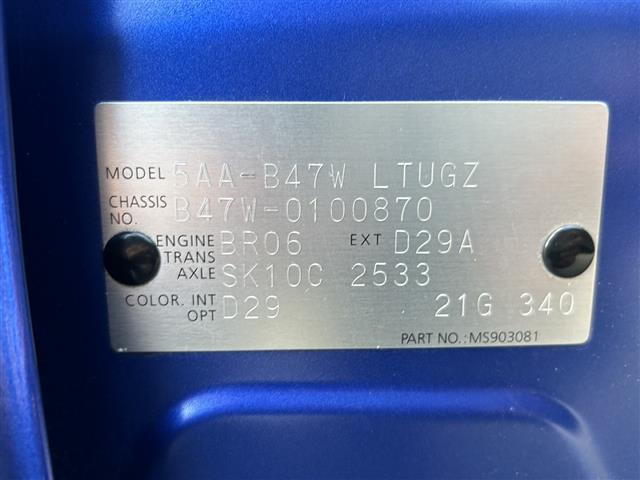 MODEL 5AA-B47W LTUGZ
CHASSIS NO. B47W-0100870
ENGINE BR06 EXT D29A
TRANS AXLE SK10C 2533
COLOR. INT OPT D29 21G 340
PART NO.:MS903081